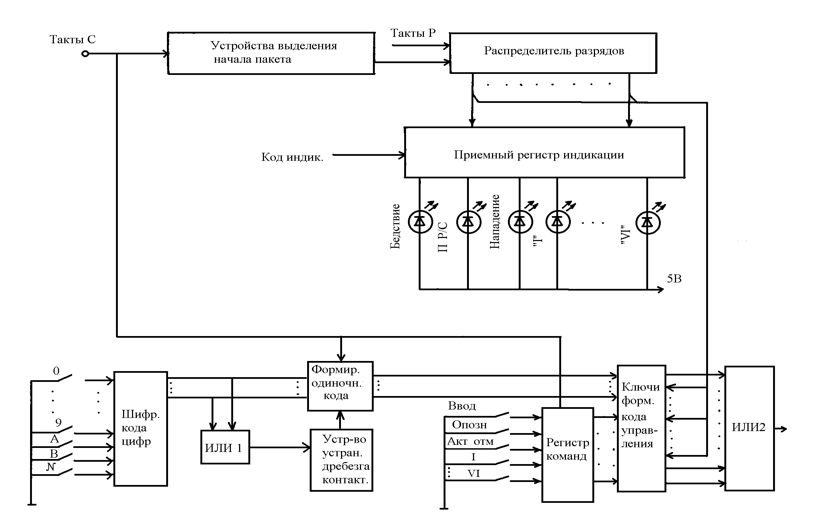 Такты С
Устройства выделения
начала пакета
Такты Р
Распределитель разрядов
Код индик.
Приемный регистр индикации
Бедствие
П Р/С
Нападение
"I"
"VI"
5В
0
9
А
В
N
Шифр.
кода
цифр
ИЛИ 1
Формир.
одиночн.
кода
Устр-во
устран.
дребезга
контакт.
Ввод
Опозн
Акт отм
I
VI
Регистр
команд
Ключи
форм.
кода
управ-
ления
ИЛИ2